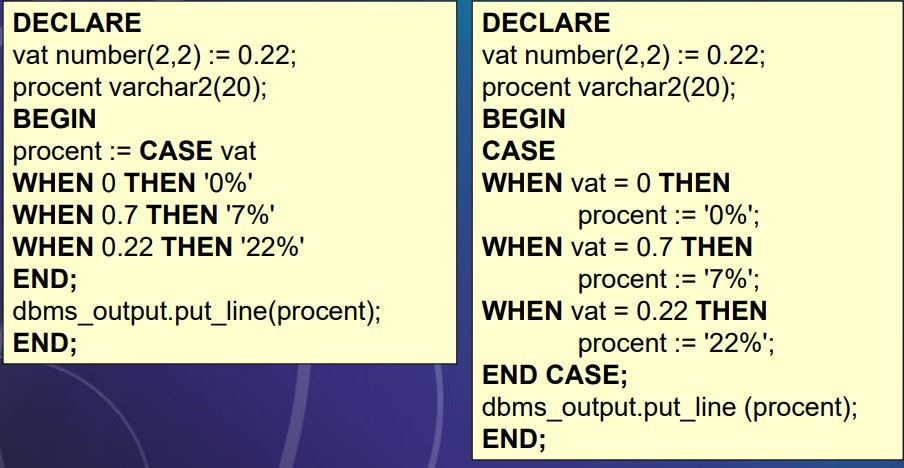 DECLARE
vat number(2,2) := 0.22;
procent varchar2(20);
BEGIN
procent := CASE vat
WHEN 0 THEN '0%'
WHEN 0.7 THEN '7%'
WHEN 0.22 THEN '22%'
END;
dbms_output.put_line(procent);
END;
DECLARE
vat number(2,2) := 0.22;
procent varchar2(20);
BEGIN
CASE
WHEN vat = 0 THEN
procent := '0%';
WHEN vat = 0.7 THEN
procent := '7%';
WHEN vat = 0.22 THEN
procent := '22%';
END CASE;
dbms_output.put_line (procent);
END;